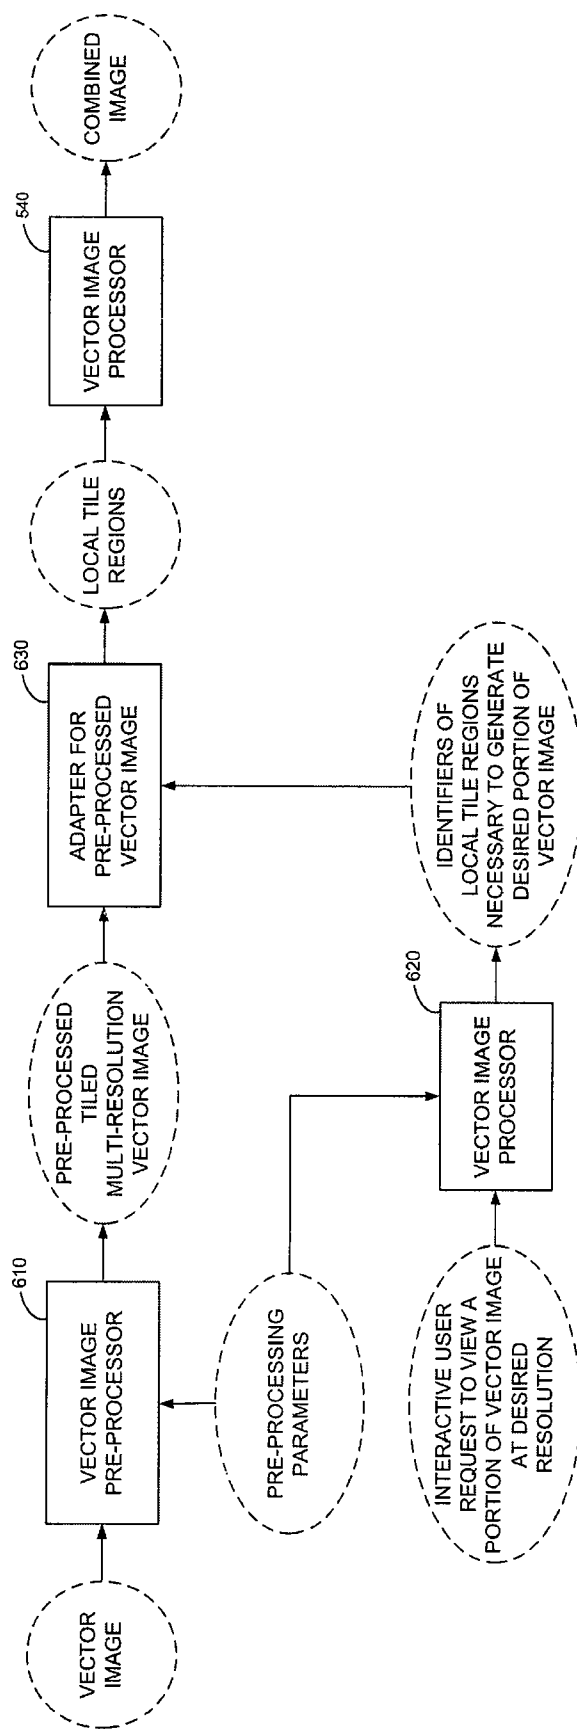 VECTOR
IMAGE
610
VECTOR IMAGE
PRE-PROCESSOR
PRE-PROCESSED
TILED
MULTI-RESOLUTION
VECTOR IMAGE
630
ADAPTER FOR
PRE-PROCESSED
VECTOR IMAGE
LOCAL TILE
REGIONS
540
VECTOR IMAGE
PROCESSOR
COMBINED
IMAGE
PRE-PROCESSING
PARAMETERS
INTERACTIVE USER
REQUEST TO VIEW A
PORTION OF VECTOR IMAGE
AT DESIRED
RESOLUTION
620
VECTOR IMAGE
PROCESSOR
IDENTIFIERS OF
LOCAL TILE REGIONS
NECESSARY TO GENERATE
DESIRED PORTION OF
VECTOR IMAGE